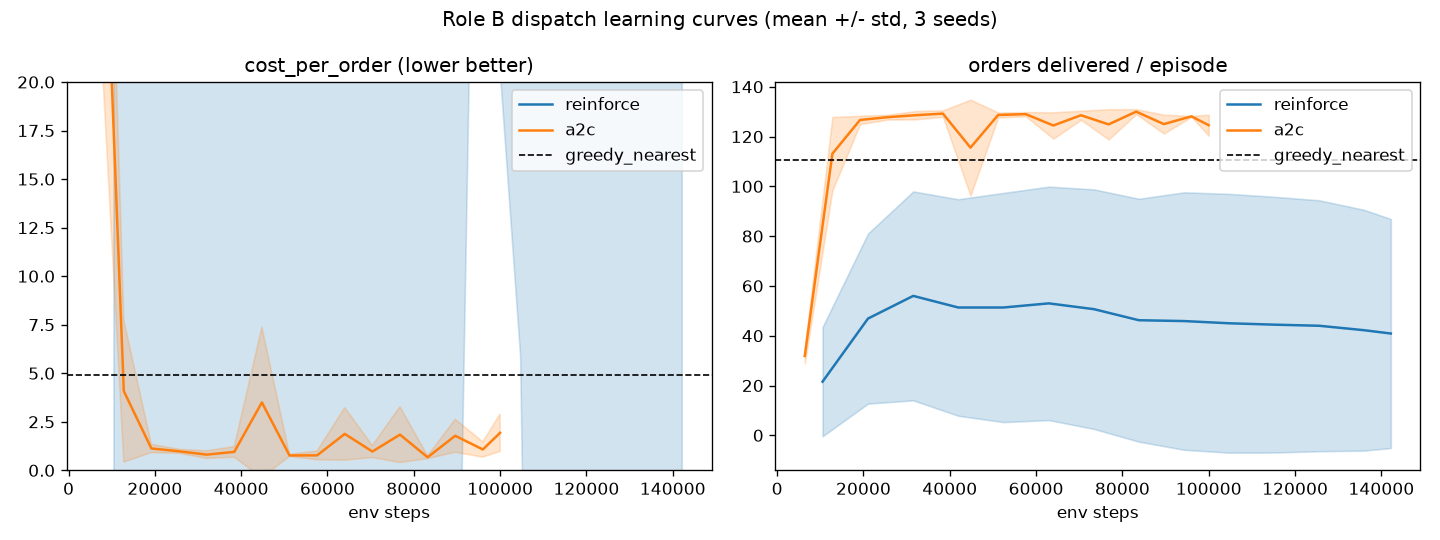 Role B dispatch learning curves (mean +/- std, 3 seeds)
cost_per_order (lower better)
20.0
17.5
15.0
12.5
10.0
7.5
5.0
2.5
0.0
reinforce
a2c
greedy_nearest
0 20000 40000 60000 80000 100000 120000 140000
env steps
orders delivered / episode
140
120
100
80
60
40
20
0
reinforce
a2c
greedy_nearest
0 20000 40000 60000 80000 100000 120000 140000
env steps